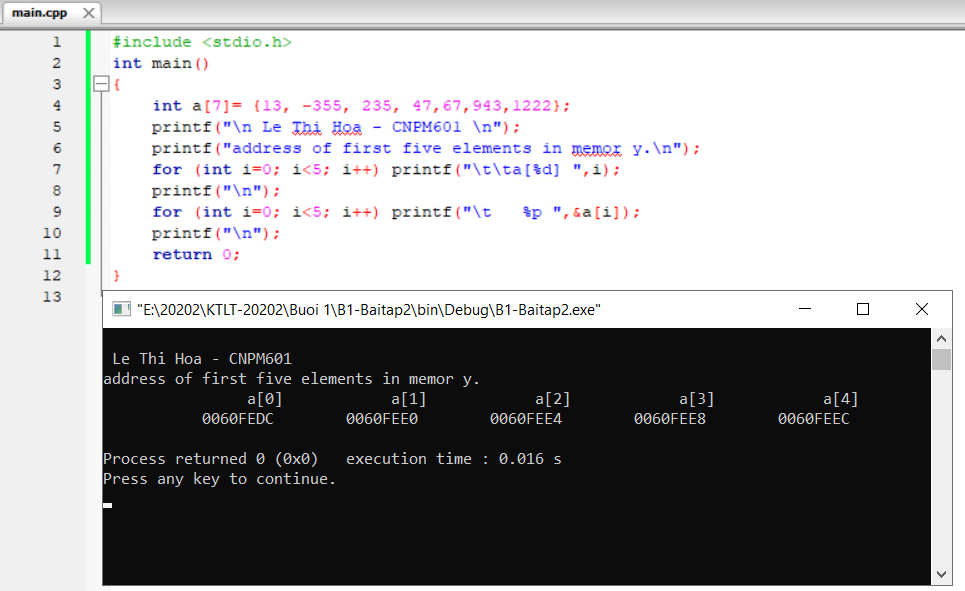 main.cpp
1 #include <stdio.h>
2 int main()
3 {
4 int a[7]= {13, -355, 235, 47,67,943,1222};
5 printf("\n Le Thi Hoa - CNPM601 \n");
6 printf("address of first five elements in memor y.\n");
7 for (int i=0; i<5; i++) printf("\t\ta[%d] ",i);
8 printf("\n");
9 for (int i=0; i<5; i++) printf("\t   %p ",&a[i]);
10 printf("\n");
11 return 0;
12 }
13
"E:\20202\KTLT-20202\Buoi 1\B1-Baitap2\bin\Debug\B1-Baitap2.exe"
Le Thi Hoa - CNPM601
address of first five elements in memor y.
a[0] a[1] a[2] a[3] a[4]
0060FEDC 0060FEE0 0060FEE4 0060FEE8 0060FEEC
Process returned 0 (0x0)   execution time : 0.016 s
Press any key to continue.